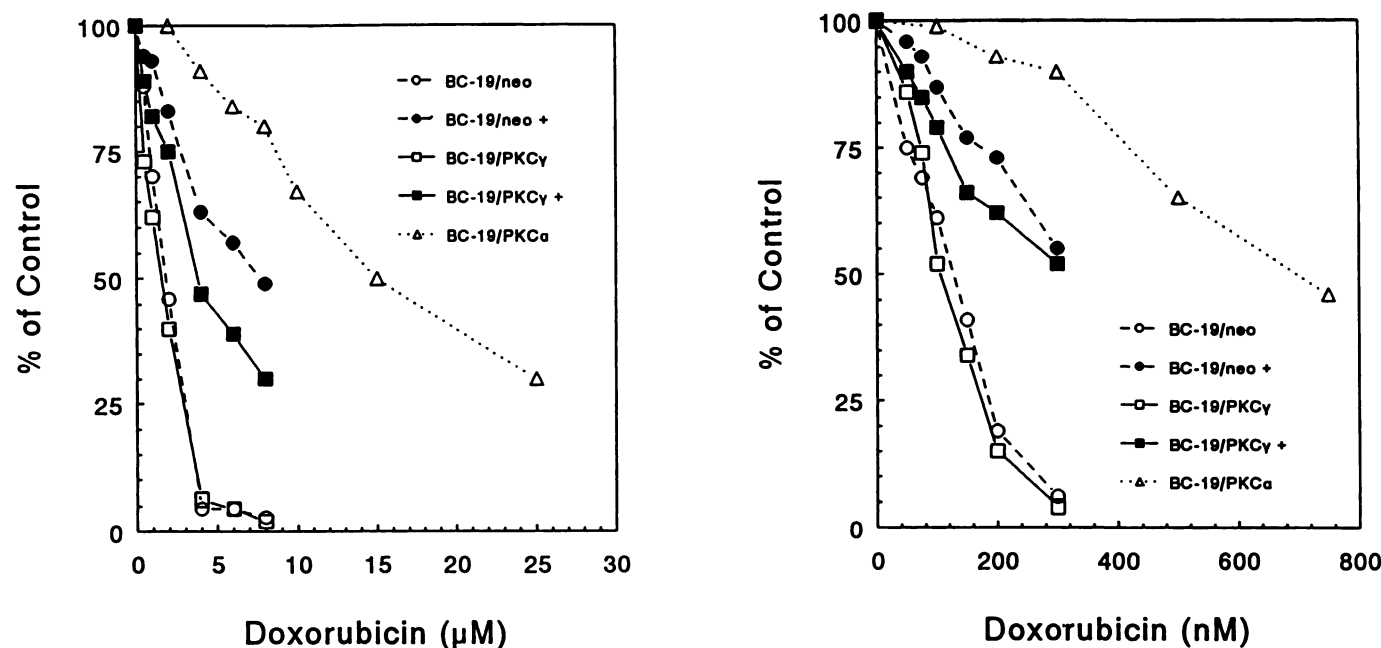 100
75
50
25
0
% of Control
BC-19/neo
BC-19/neo +
BC-19/PKCγ
BC-19/PKCγ +
BC-19/PKCα
0 5 10 15 20 25 30
Doxorubicin (μM)
100
75
50
25
0
% of Control
BC-19/neo
BC-19/neo +
BC-19/PKCγ
BC-19/PKCγ +
BC-19/PKCα
0 200 400 600 800
Doxorubicin (nM)